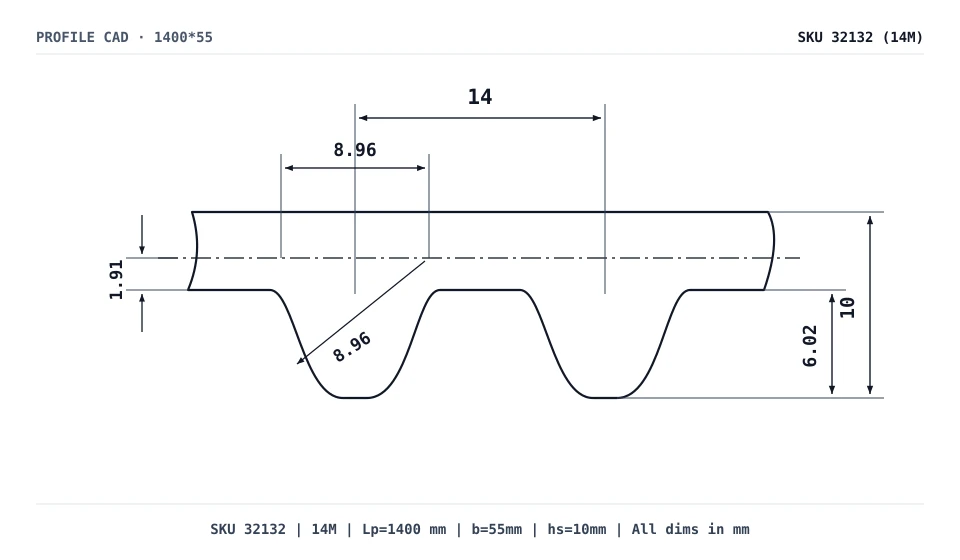 PROFILE CAD · 1400*55
SKU 32132 (14M)
14
8.96
1.91
8.96
10
6.02
SKU 32132 | 14M | Lp=1400 mm | b=55mm | hs=10mm | All dims in mm